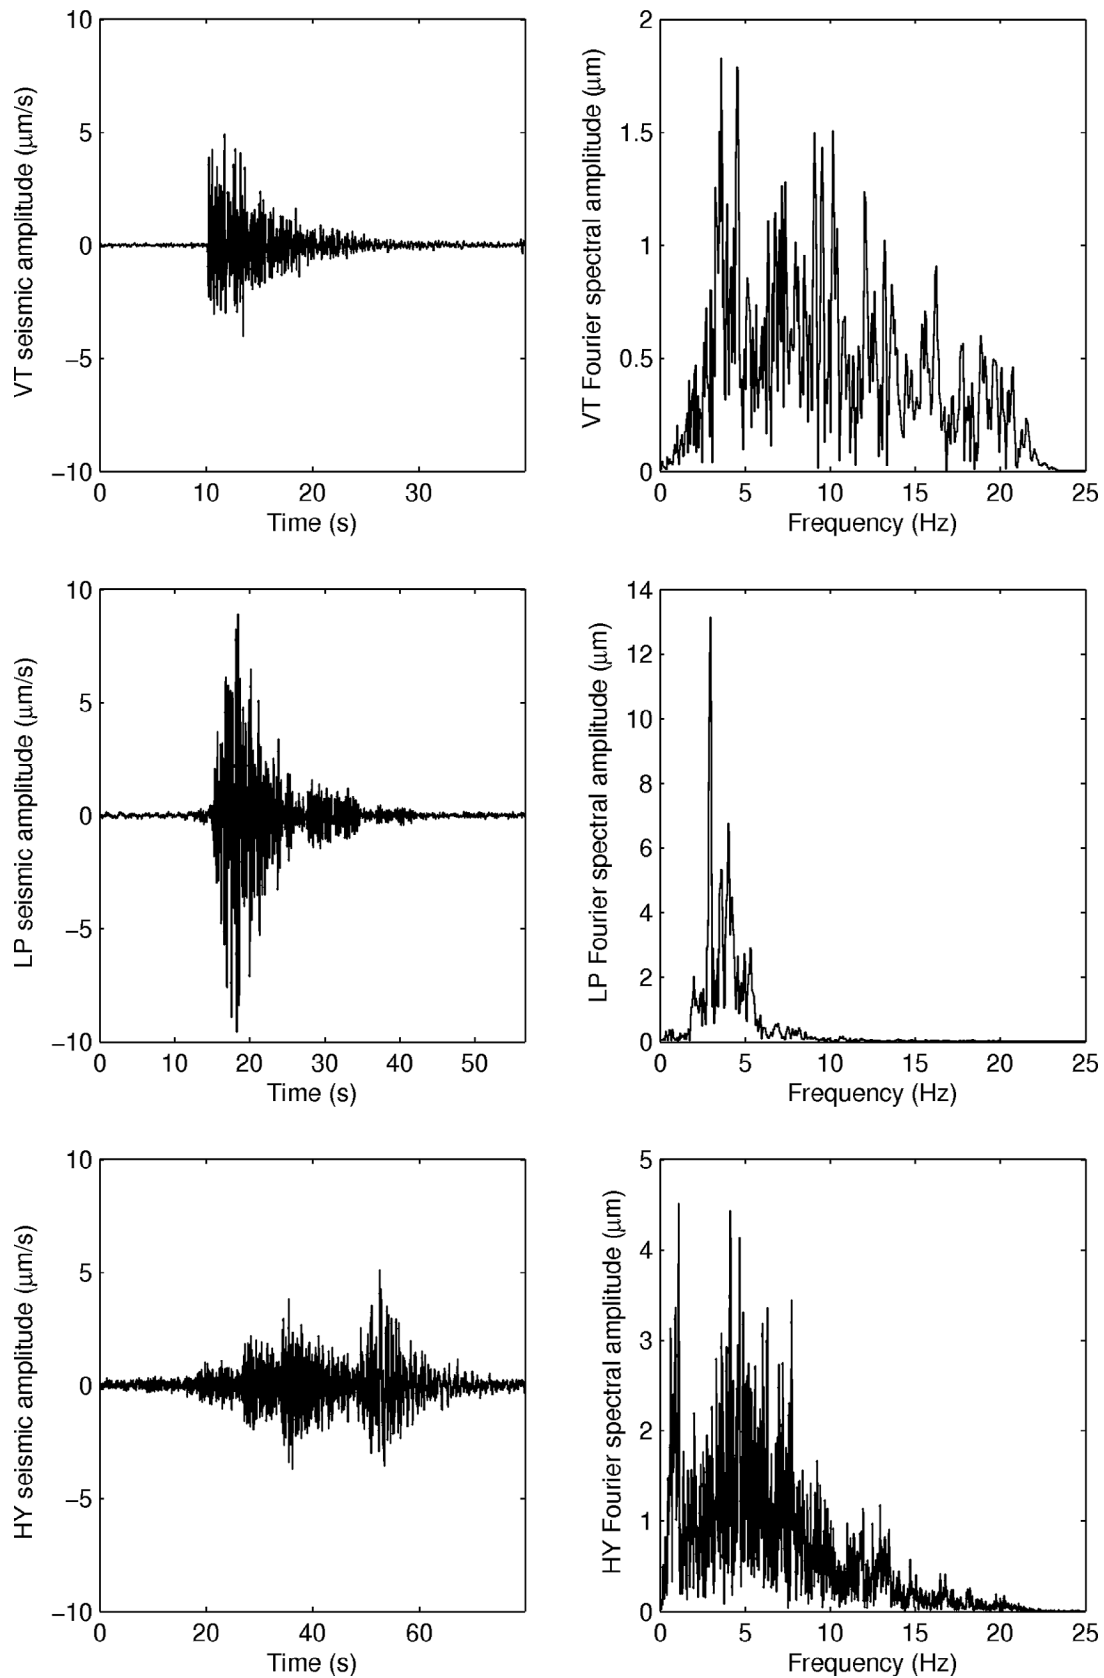 10
5
0
−5
−10
VT seismic amplitude (μm/s)
0 10 20 30
Time (s)
2
1.5
1
0.5
0
VT Fourier spectral amplitude (μm)
0 5 10 15 20 25
Frequency (Hz)
10
5
0
−5
−10
LP seismic amplitude (μm/s)
0 10 20 30 40 50
Time (s)
14
12
10
8
6
4
2
0
LP Fourier spectral amplitude (μm)
0 5 10 15 20 25
Frequency (Hz)
10
5
0
−5
−10
HY seismic amplitude (μm/s)
0 20 40 60
Time (s)
5
4
3
2
1
0
HY Fourier spectral amplitude (μm)
0 5 10 15 20 25
Frequency (Hz)